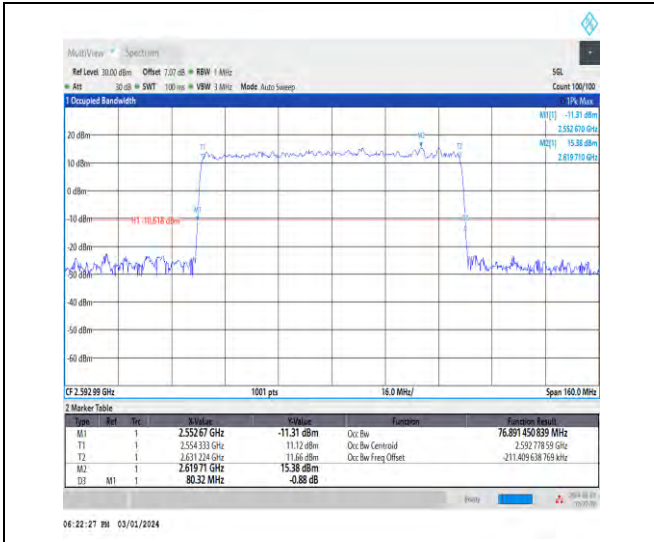 MultiView Spectrum
Ref Level 30.00 dBm Offset 7.07 dB RBW 1 MHz SGL
Att 30 dB SWT 100 ms VBW 3 MHz Mode Auto Sweep Count 100/100
1 Occupied Bandwidth 1Pk Max
M1[1] -11.31 dBm
2.552 670 GHz
20 dBm
M2[1] 15.38 dBm
2.619 710 GHz
M2
T1 T2
10 dBm
0 dBm
M1
-10 dBm H1 -10.618 dBm
-20 dBm
-30 dBm
-40 dBm
-50 dBm
-60 dBm
CF 2.592 99 GHz 1001 pts 16.0 MHz/ Span 160.0 MHz
2 Marker Table
Type Ref Trc X-Value Y-Value Function Function Result
M1 1 2.552 67 GHz -11.31 dBm Occ Bw 76.891 450 839 MHz
T1 1 2.554 333 GHz 11.12 dBm Occ Bw Centroid 2.592 778 59 GHz
T2 1 2.631 224 GHz 11.66 dBm Occ Bw Freq Offset -211.409 638 769 kHz
M2 1 2.619 71 GHz 15.38 dBm
D3 M1 1 80.32 MHz -0.88 dB
Ready
06:22:27 PM 03/01/2024